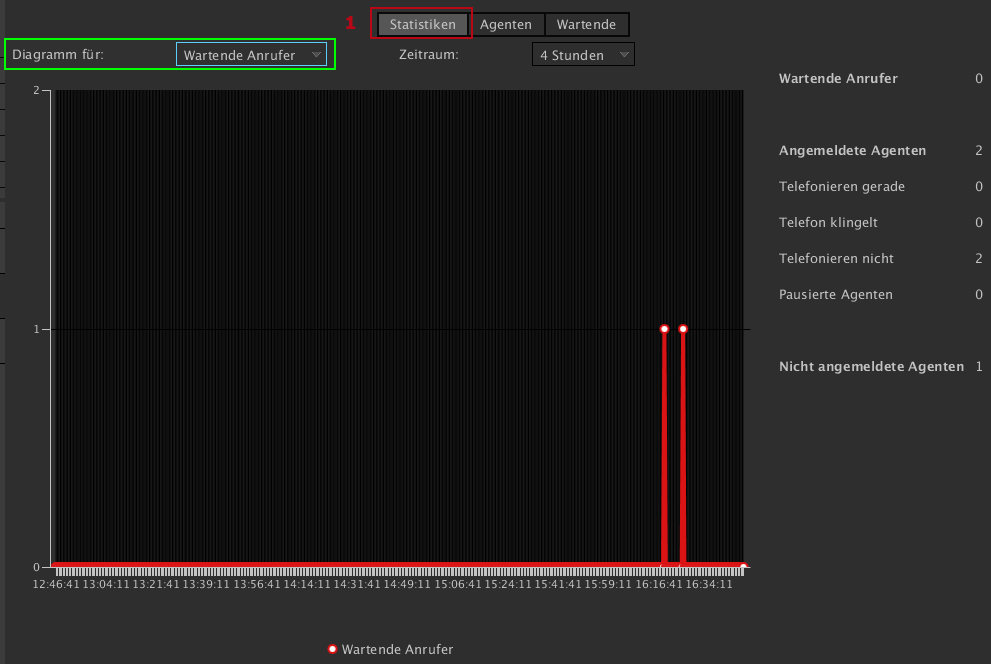 1 Statistiken Agenten Wartende
Diagramm für: Wartende Anrufer Zeitraum: 4 Stunden
Wartende Anrufer 0
2
Angemeldete Agenten 2
Telefonieren gerade 0
Telefon klingelt 0
Telefonieren nicht 2
Pausierte Agenten 0
1
Nicht angemeldete Agenten 1
0
12:46:41 13:04:11 13:21:41 13:39:11 13:56:41 14:14:11 14:31:41 14:49:11 15:06:41 15:24:11 15:41:41 15:59:11 16:16:41 16:34:11
Wartende Anrufer